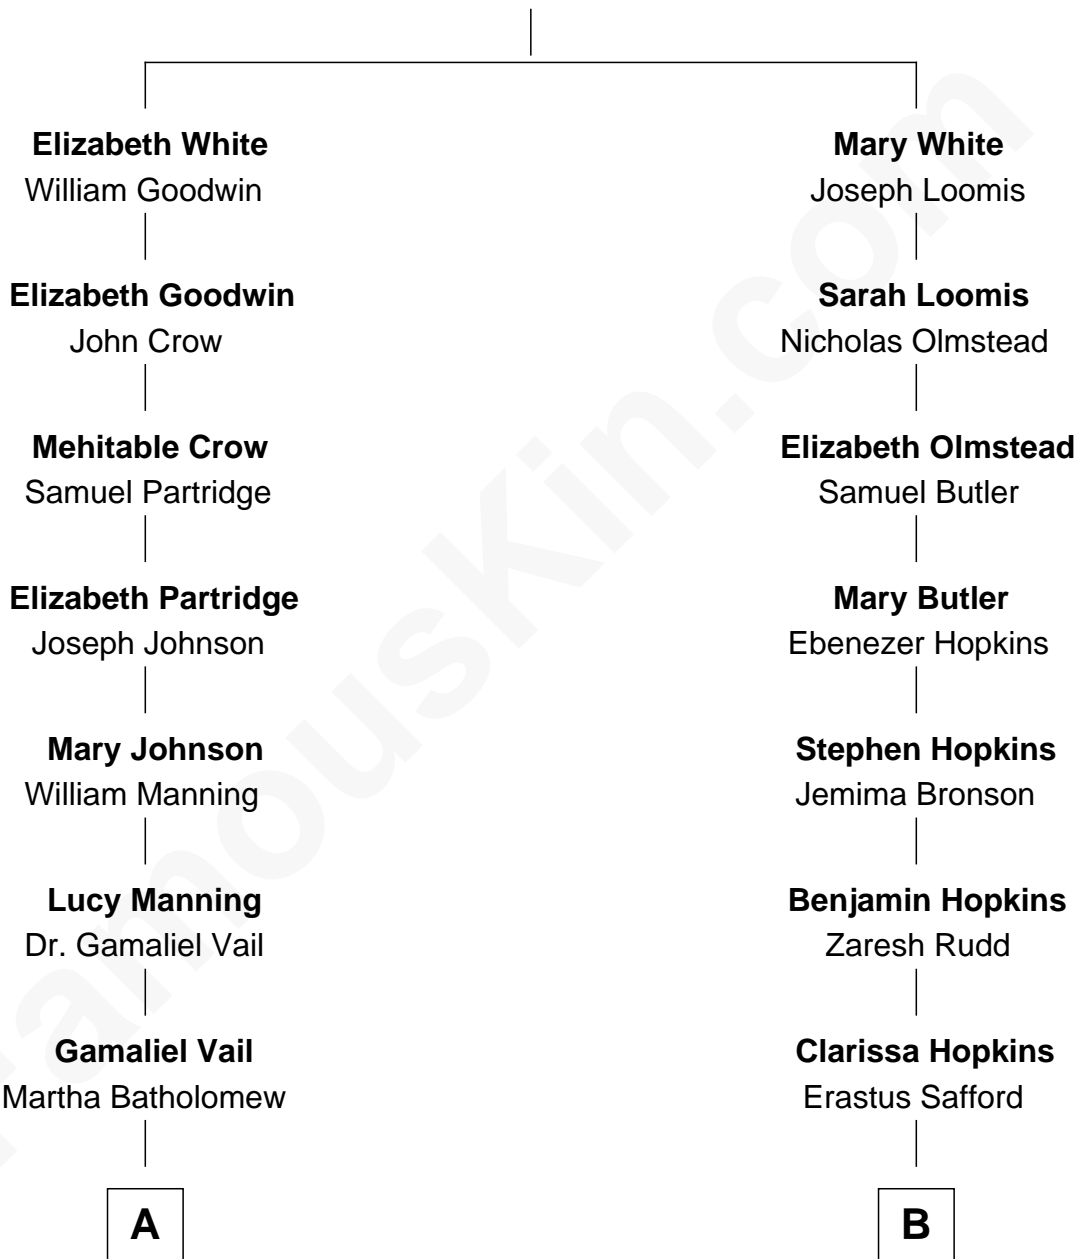 Elizabeth White
William Goodwin
Elizabeth Goodwin
John Crow
Mehitable Crow
Samuel Partridge
Elizabeth Partridge
Joseph Johnson
Mary Johnson
William Manning
Lucy Manning
Dr. Gamaliel Vail
Gamaliel Vail
Martha Batholomew
A
Mary White
Joseph Loomis
Sarah Loomis
Nicholas Olmstead
Elizabeth Olmstead
Samuel Butler
Mary Butler
Ebenezer Hopkins
Stephen Hopkins
Jemima Bronson
Benjamin Hopkins
Zaresh Rudd
Clarissa Hopkins
Erastus Safford
B
FamousKin.com